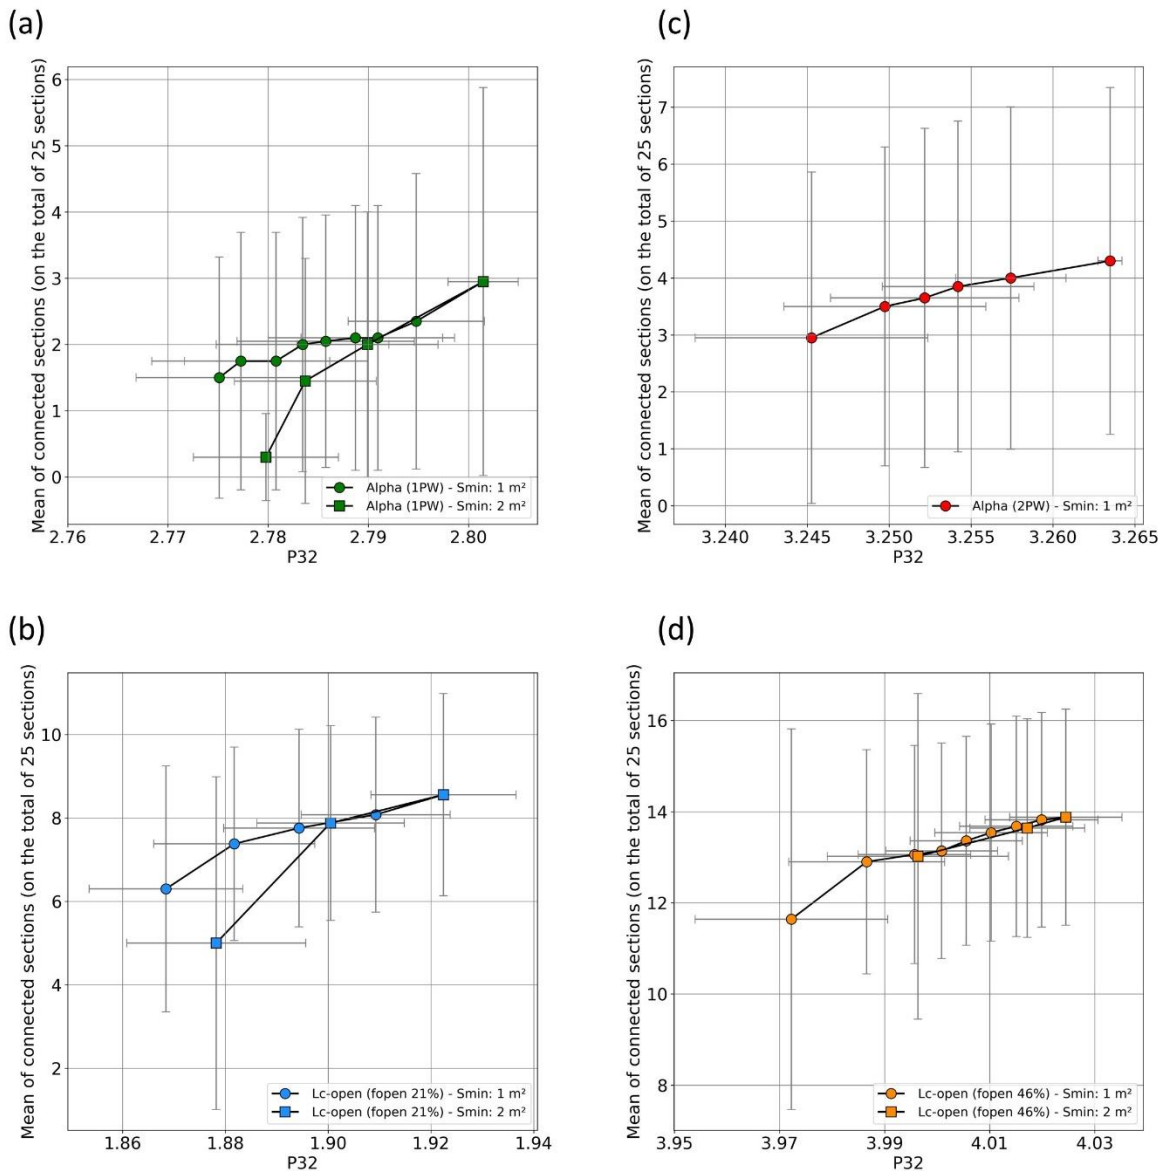 (a)
Mean of connected sections (on the total of 25 sections)
6
5
4
3
2
1
0
Alpha (1PW) - Smin: 1 m²
Alpha (1PW) - Smin: 2 m²
2.76 2.77 2.78 2.79 2.80
P32
(c)
Mean of connected sections (on the total of 25 sections)
7
6
5
4
3
2
1
0
Alpha (2PW) - Smin: 1 m²
3.240 3.245 3.250 3.255 3.260 3.265
P32
(b)
Mean of connected sections (on the total of 25 sections)
10
8
6
4
2
Lc-open (fopen 21%) - Smin: 1 m²
Lc-open (fopen 21%) - Smin: 2 m²
1.86 1.88 1.90 1.92 1.94
P32
(d)
Mean of connected sections (on the total of 25 sections)
16
14
12
10
8
Lc-open (fopen 46%) - Smin: 1 m²
Lc-open (fopen 46%) - Smin: 2 m²
3.95 3.97 3.99 4.01 4.03
P32